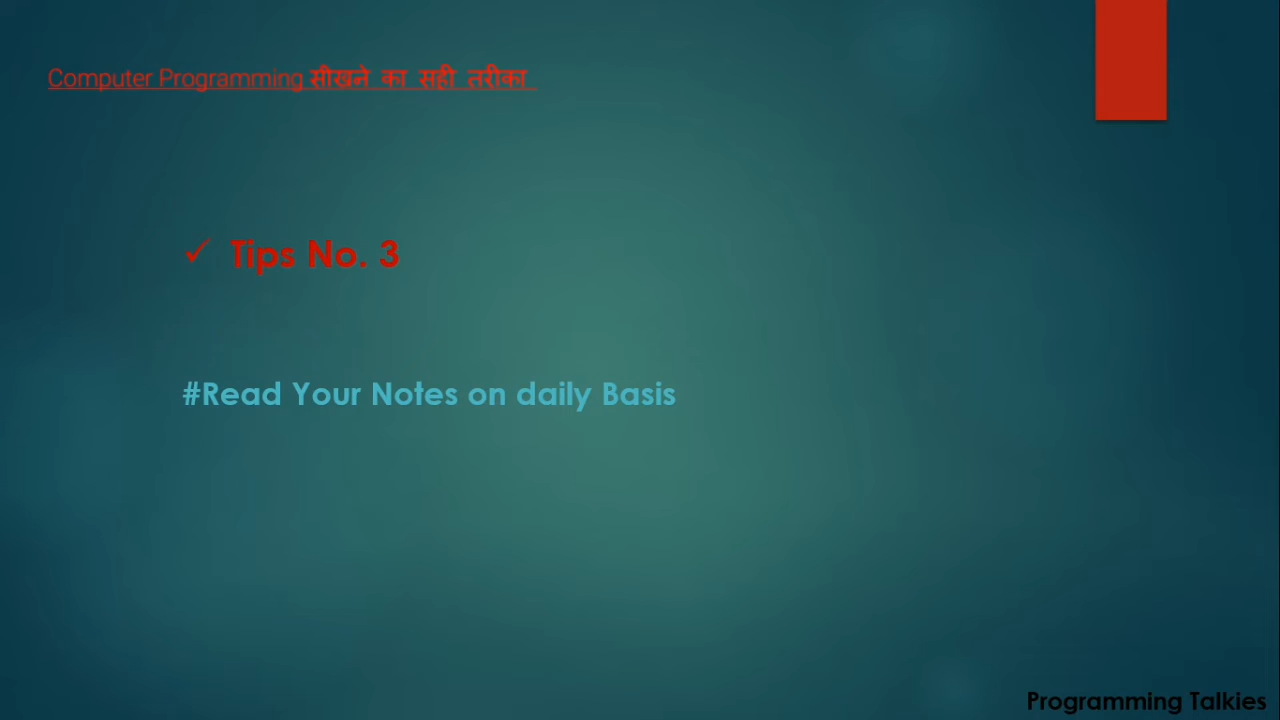 Computer Programming सीखने का सही तरीका
✓ Tips No. 3
#Read Your Notes on daily Basis
Programming Talkies